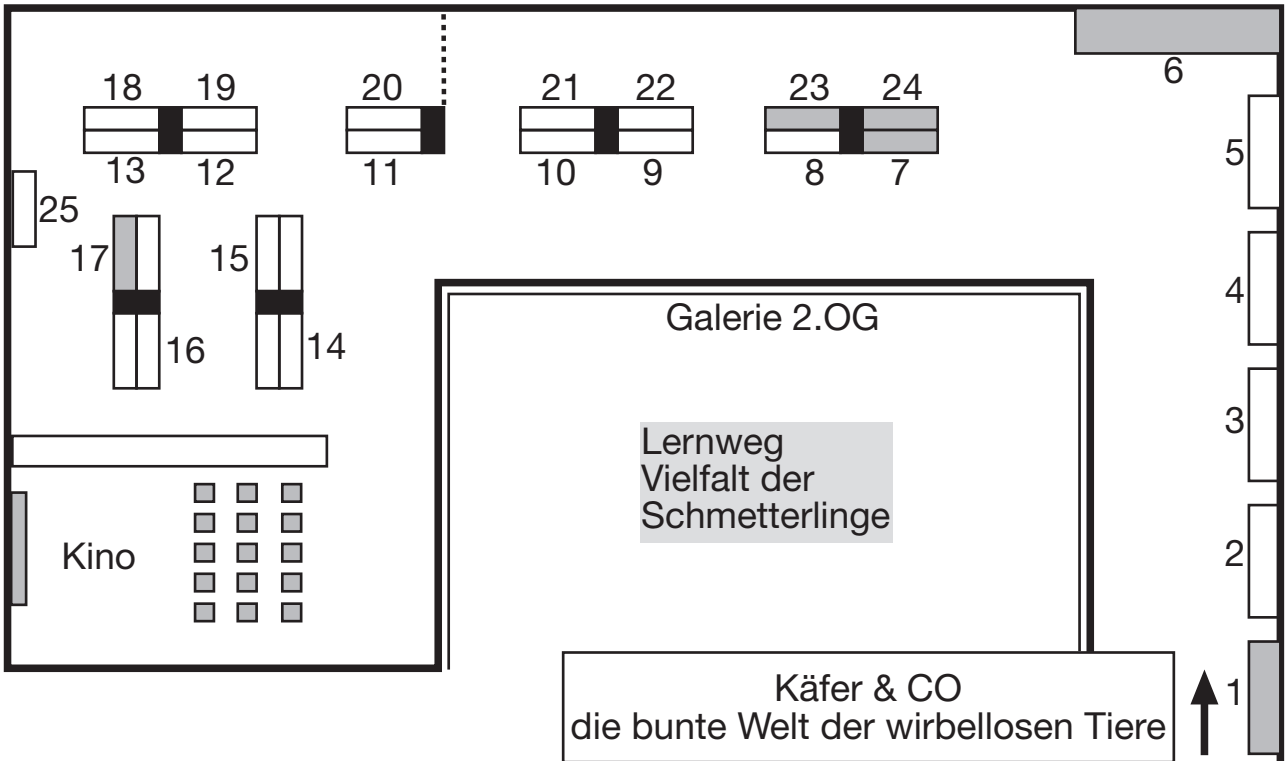 6
18 19 20 21 22 23 24
5
13 12 11 10 9 8 7
25
17 15
4
Galerie 2.OG
16 14
3
Lernweg
Vielfalt der
Schmetterlinge
Kino
2
Käfer & CO
die bunte Welt der wirbellosen Tiere
1